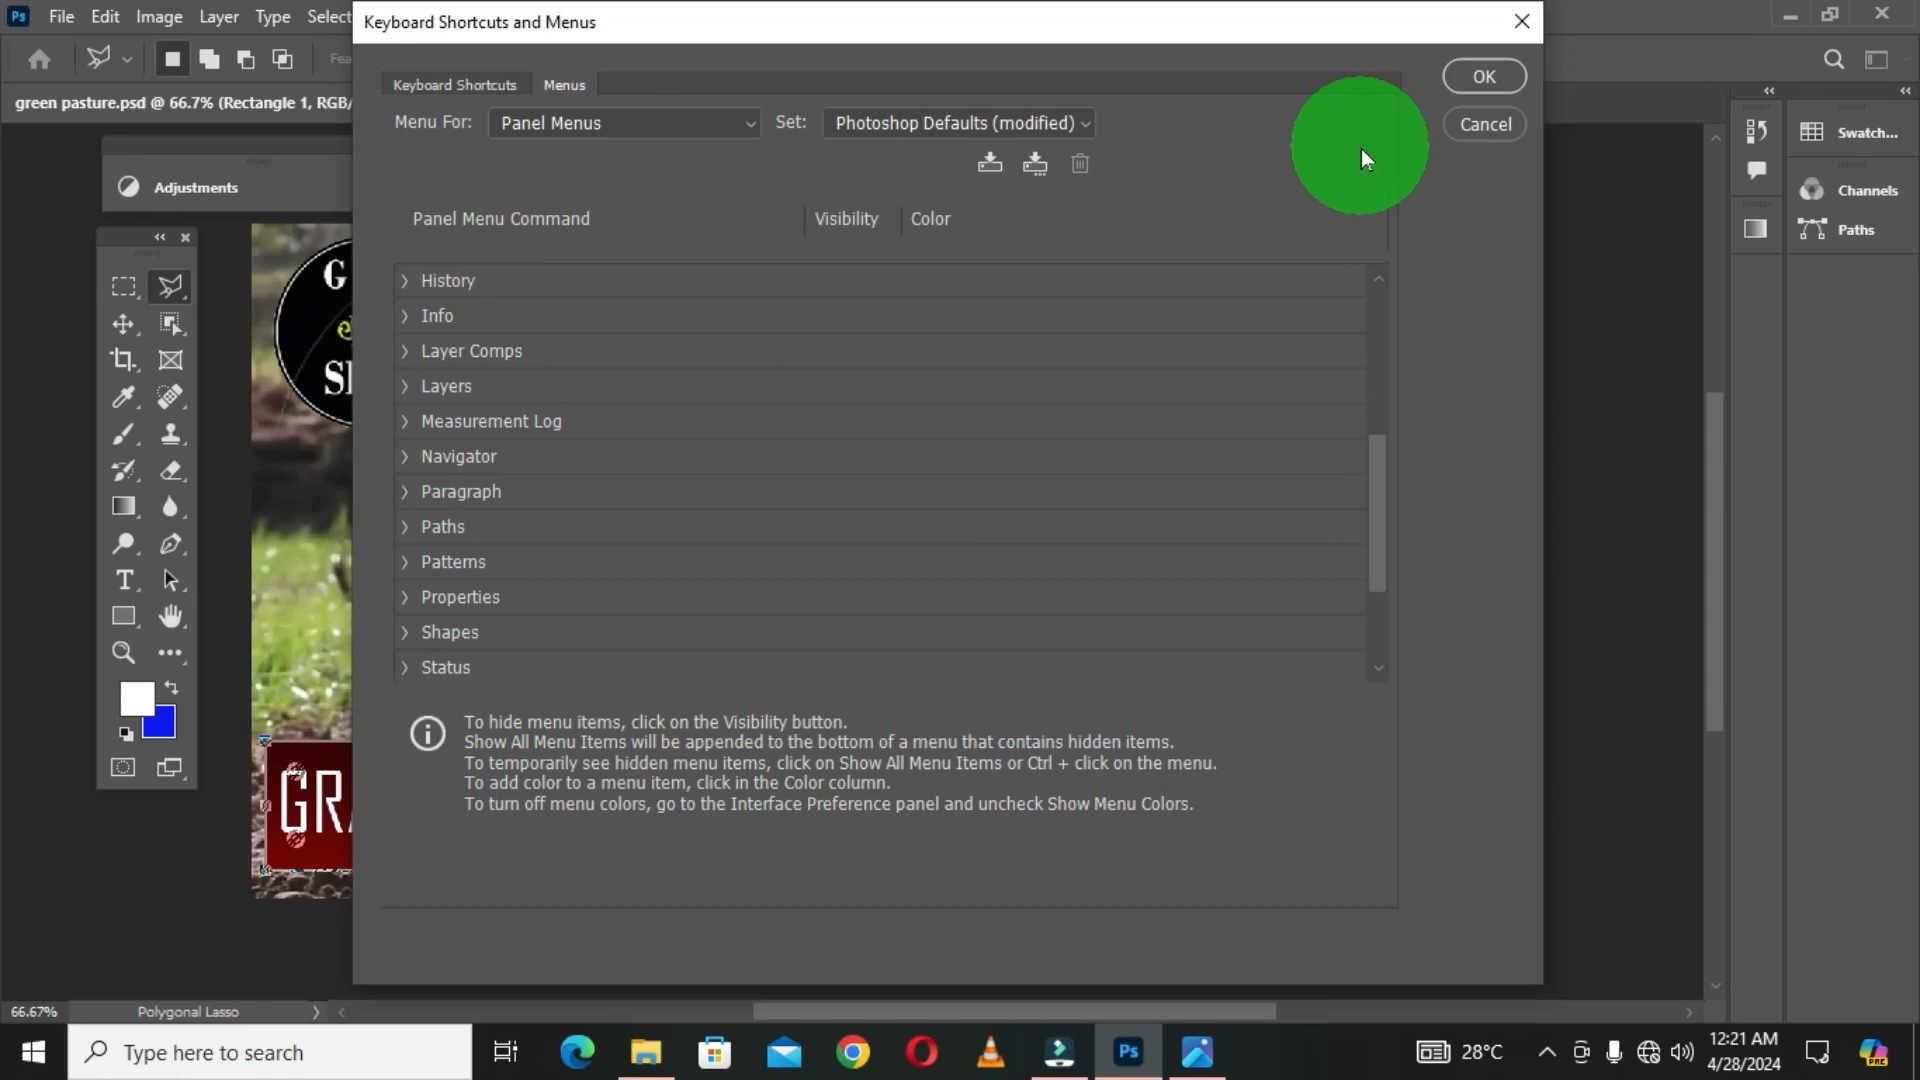 Ps File Edit Image Layer Type Select
Keyboard Shortcuts and Menus
Fea
green pasture.psd @ 66.7% (Rectangle 1, RGB/
Keyboard Shortcuts Menus
OK
Menu For: Panel Menus Set: Photoshop Defaults (modified)
Cancel
Swatch...
Adjustments
Channels
Paths
Panel Menu Command Visibility Color
G
SI
History
Info
Layer Comps
Layers
Measurement Log
Navigator
Paragraph
Paths
Patterns
Properties
Shapes
Status
To hide menu items, click on the Visibility button.
Show All Menu Items will be appended to the bottom of a menu that contains hidden items.
To temporarily see hidden menu items, click on Show All Menu Items or Ctrl + click on the menu.
To add color to a menu item, click in the Color column.
To turn off menu colors, go to the Interface Preference panel and uncheck Show Menu Colors.
GRA
66.67% Polygonal Lasso
Type here to search
Ps
28°C
12:21 AM
4/28/2024
PRE